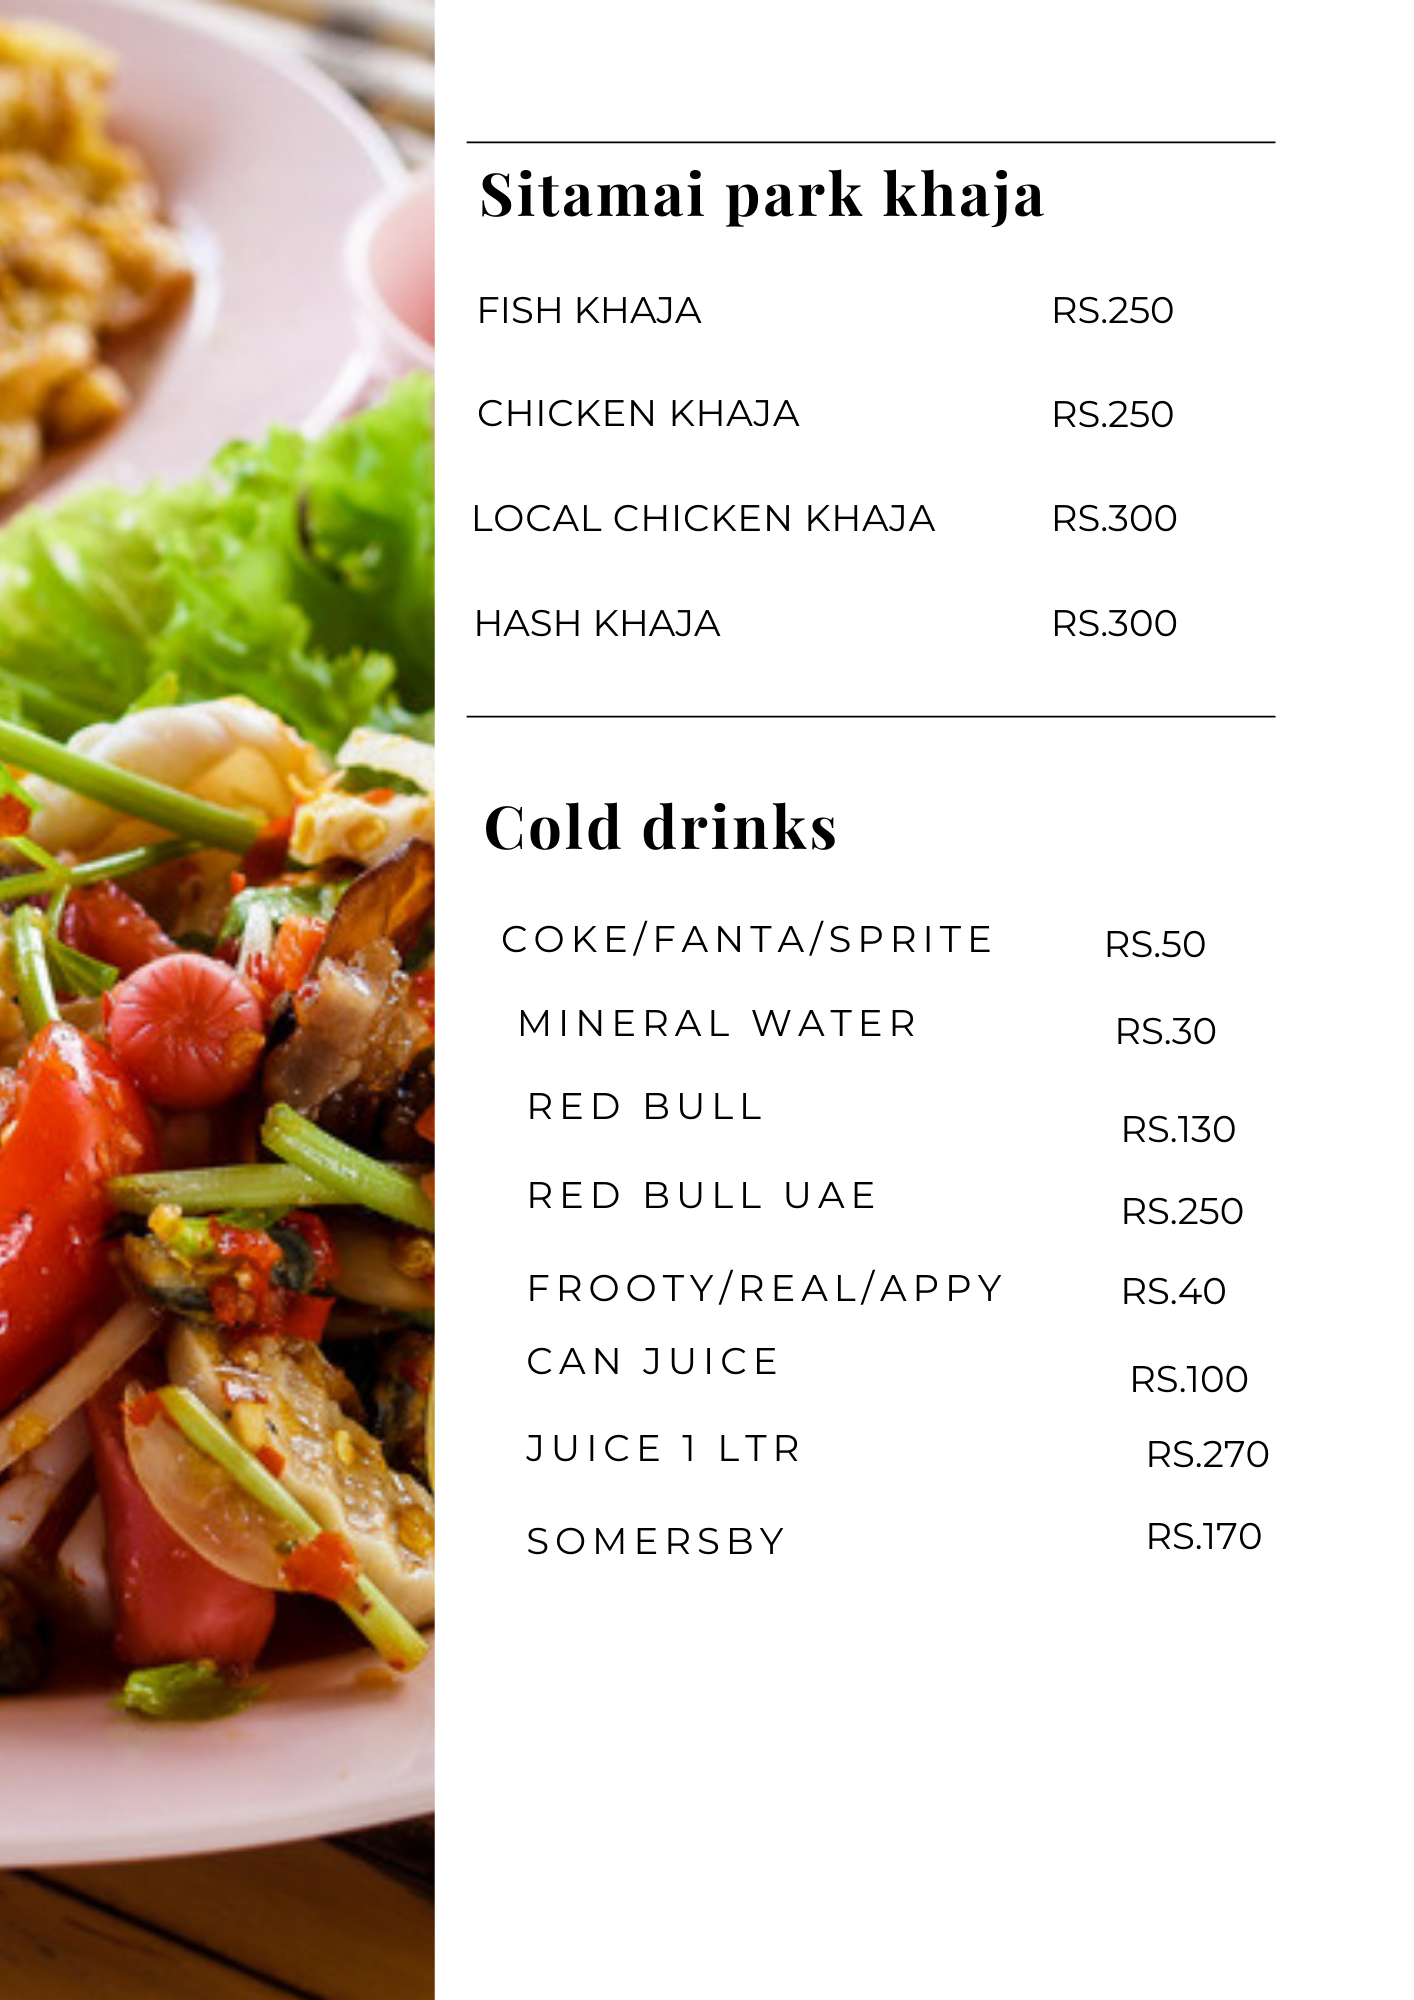 Sitamai park khaja
FISH KHAJA RS.250
CHICKEN KHAJA RS.250
LOCAL CHICKEN KHAJA RS.300
HASH KHAJA RS.300
Cold drinks
COKE/FANTA/SPRITE RS.50
MINERAL WATER RS.30
RED BULL RS.130
RED BULL UAE RS.250
FROOTY/REAL/APPY RS.40
CAN JUICE RS.100
JUICE 1 LTR RS.270
SOMERSBY RS.170